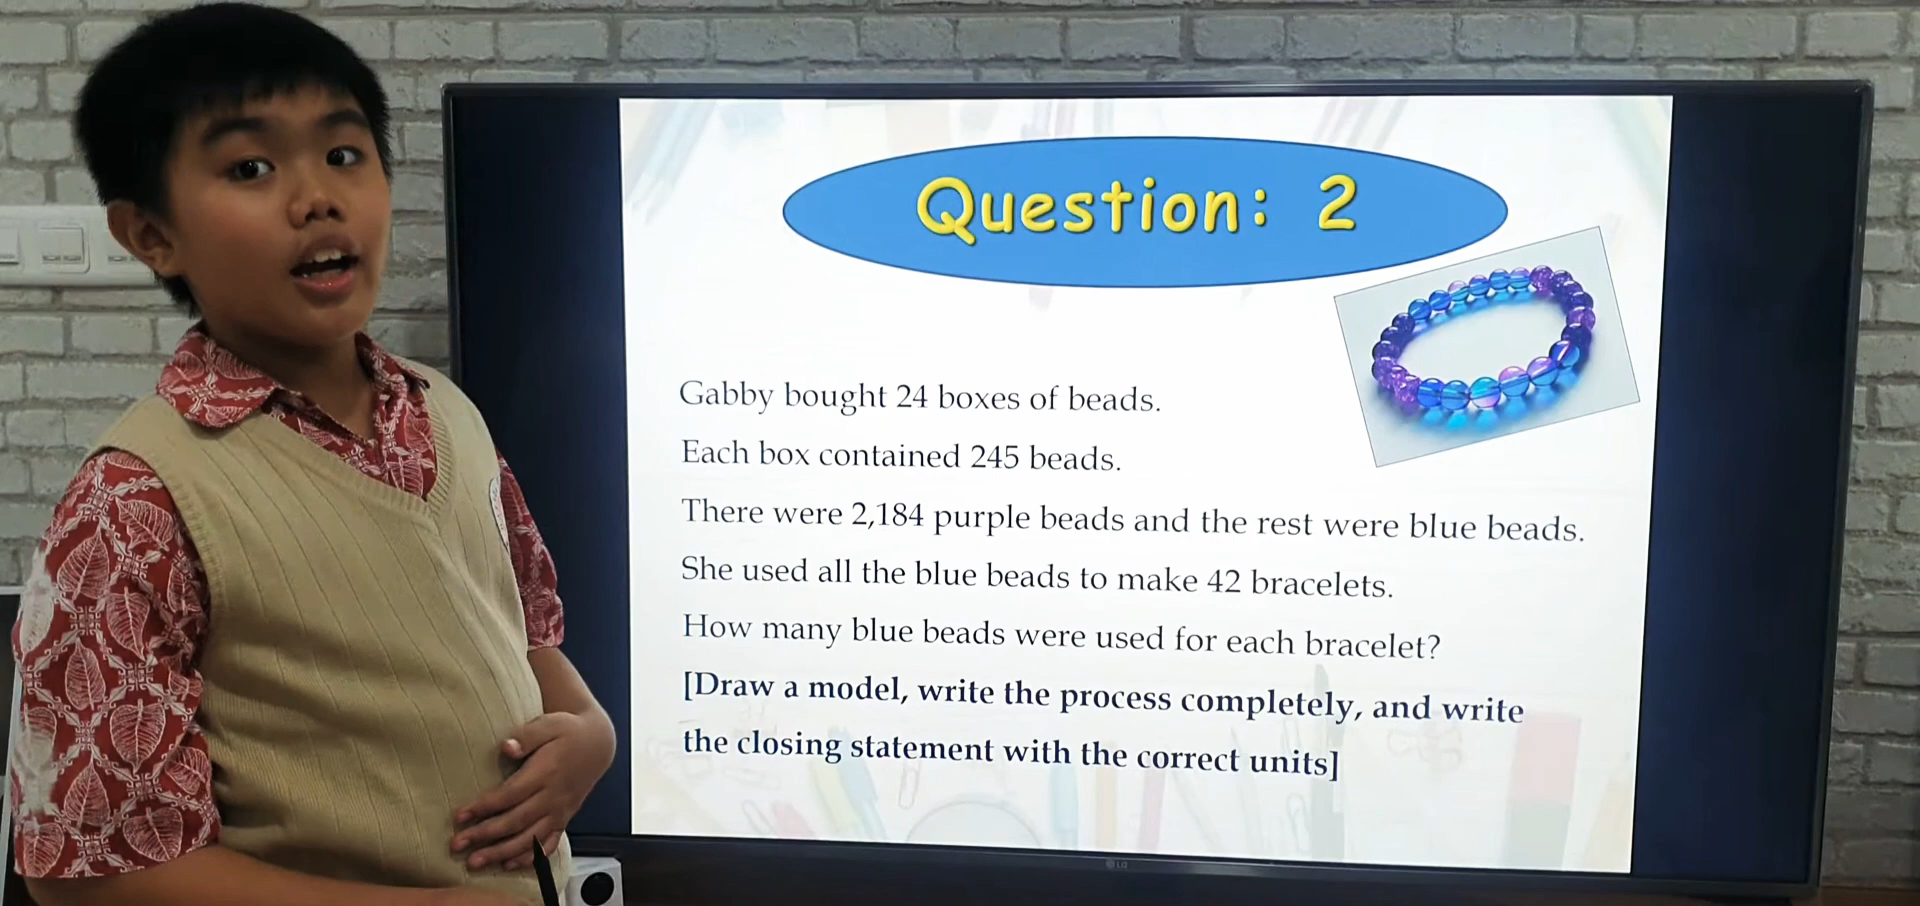 Question: 2
Gabby bought 24 boxes of beads.
Each box contained 245 beads.
There were 2,184 purple beads and the rest were blue beads.
She used all the blue beads to make 42 bracelets.
How many blue beads were used for each bracelet?
[Draw a model, write the process completely, and write
the closing statement with the correct units]
LG